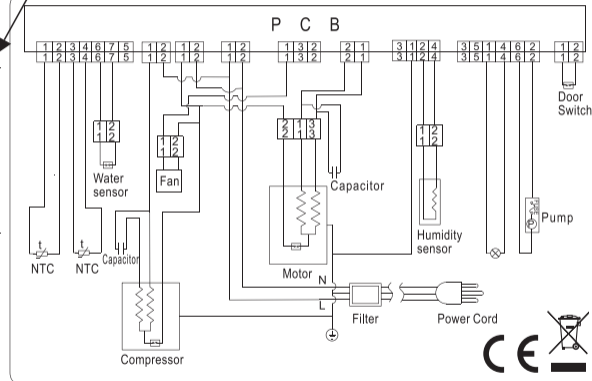 P C B
1 2 3 4 6 7 5
1 2 3 4 6 7 5
1 2
1 2
1 2
1 2
1 2
1 2
1 3 2
1 3 2
2 1
2 1
3 1 2 4
3 1 2 4
3 5 1 4 6 2
3 5 1 4 6 2
1 2
1 2
Door
Switch
1 2
1 2
Water
sensor
1 2
1 2
Fan
2 1 3
2 1 3
Capacitor
1 2
1 2
Humidity
sensor
Pump
t
NTC
t
NTC
Capacitor
Motor
N
L
Filter
Power Cord
Compressor
CE